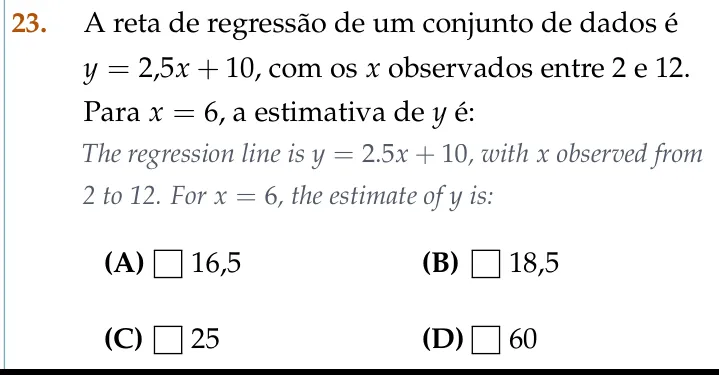 23. A reta de regressão de um conjunto de dados é
y = 2,5x + 10, com os x observados entre 2 e 12.
Para x = 6, a estimativa de y é:
The regression line is y = 2.5x + 10, with x observed from
2 to 12. For x = 6, the estimate of y is:
(A) □ 16,5 (B) □ 18,5
(C) □ 25 (D) □ 60